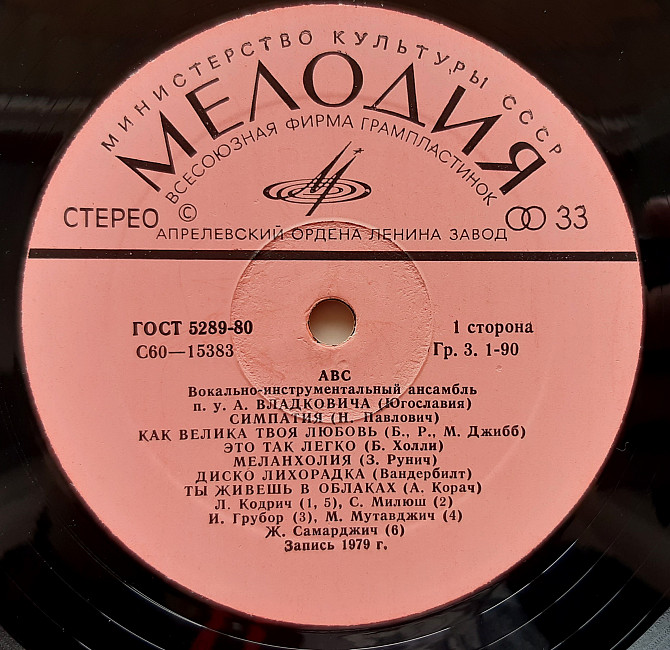 МИНИСТЕРСТВО КУЛЬТУРЫ СССР
МЕЛОДИЯ
ВСЕСОЮЗНАЯ ФИРМА ГРАМПЛАСТИНОК
СТЕРЕО © 33
АПРЕЛЕВСКИЙ ОРДЕНА ЛЕНИНА ЗАВОД
ГОСТ 5289-80 1 сторона
С60—15383 Гр. 3. 1-90
АВС
Вокально-инструментальный ансамбль
п. у. А. ВЛАДКОВИЧА (Югославия)
СИМПАТИЯ (Н. Павлович)
КАК ВЕЛИКА ТВОЯ ЛЮБОВЬ (Б., Р., М. Джибб)
ЭТО ТАК ЛЕГКО (Б. Холли)
МЕЛАНХОЛИЯ (З. Рунич)
ДИСКО ЛИХОРАДКА (Вандербилт)
ТЫ ЖИВЕШЬ В ОБЛАКАХ (А. Корач)
Л. Кодрич (1, 5), С. Милюш (2)
И. Грубор (3), М. Мутавджич (4)
Ж. Самарджич (6)
Запись 1979 г.